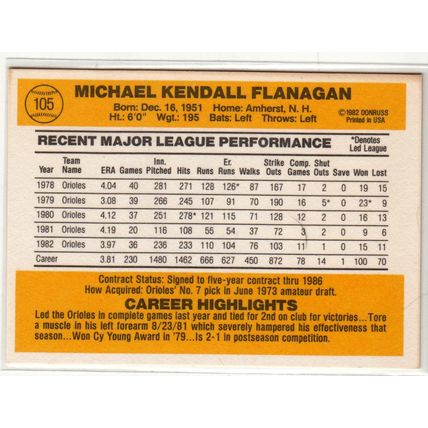 105
MICHAEL KENDALL FLANAGAN
Born: Dec. 16, 1951 Home: Amherst, N. H.
Ht.: 6'0" Wgt.: 195 Bats: Left Throws: Left
©1982 DONRUSS
Printed in USA
RECENT MAJOR LEAGUE PERFORMANCE
*Denotes
Led League
Year Team Name ERA Games Inn. Pitched Hits Runs Er. Runs Walks Strike Outs Comp. Games Shut Outs Save Won Lost
1978 Orioles 4.04 40 281 271 128 126* 87 167 17 2 0 19 15
1979 Orioles 3.08 39 266 245 107 91 70 190 16 5* 0 23* 9
1980 Orioles 4.12 37 251 278* 121 115 71 128 12 2 0 16 13
1981 Orioles 4.19 20 116 108 55 54 37 72 3 2 0 9 6
1982 Orioles 3.97 36 236 233 110 104 76 103 11 1 0 15 11
Career 3.81 230 1480 1462 666 627 450 872 78 14 1 100 70
Contract Status: Signed to five-year contract thru 1986
How Acquired: Orioles' No. 7 pick in June 1973 amateur draft.
CAREER HIGHLIGHTS
Led the Orioles in complete games last year and tied for 2nd on club for victories...Tore
a muscle in his left forearm 8/23/81 which severely hampered his effectiveness that
season...Won Cy Young Award in '79...Is 2-1 in postseason competition.